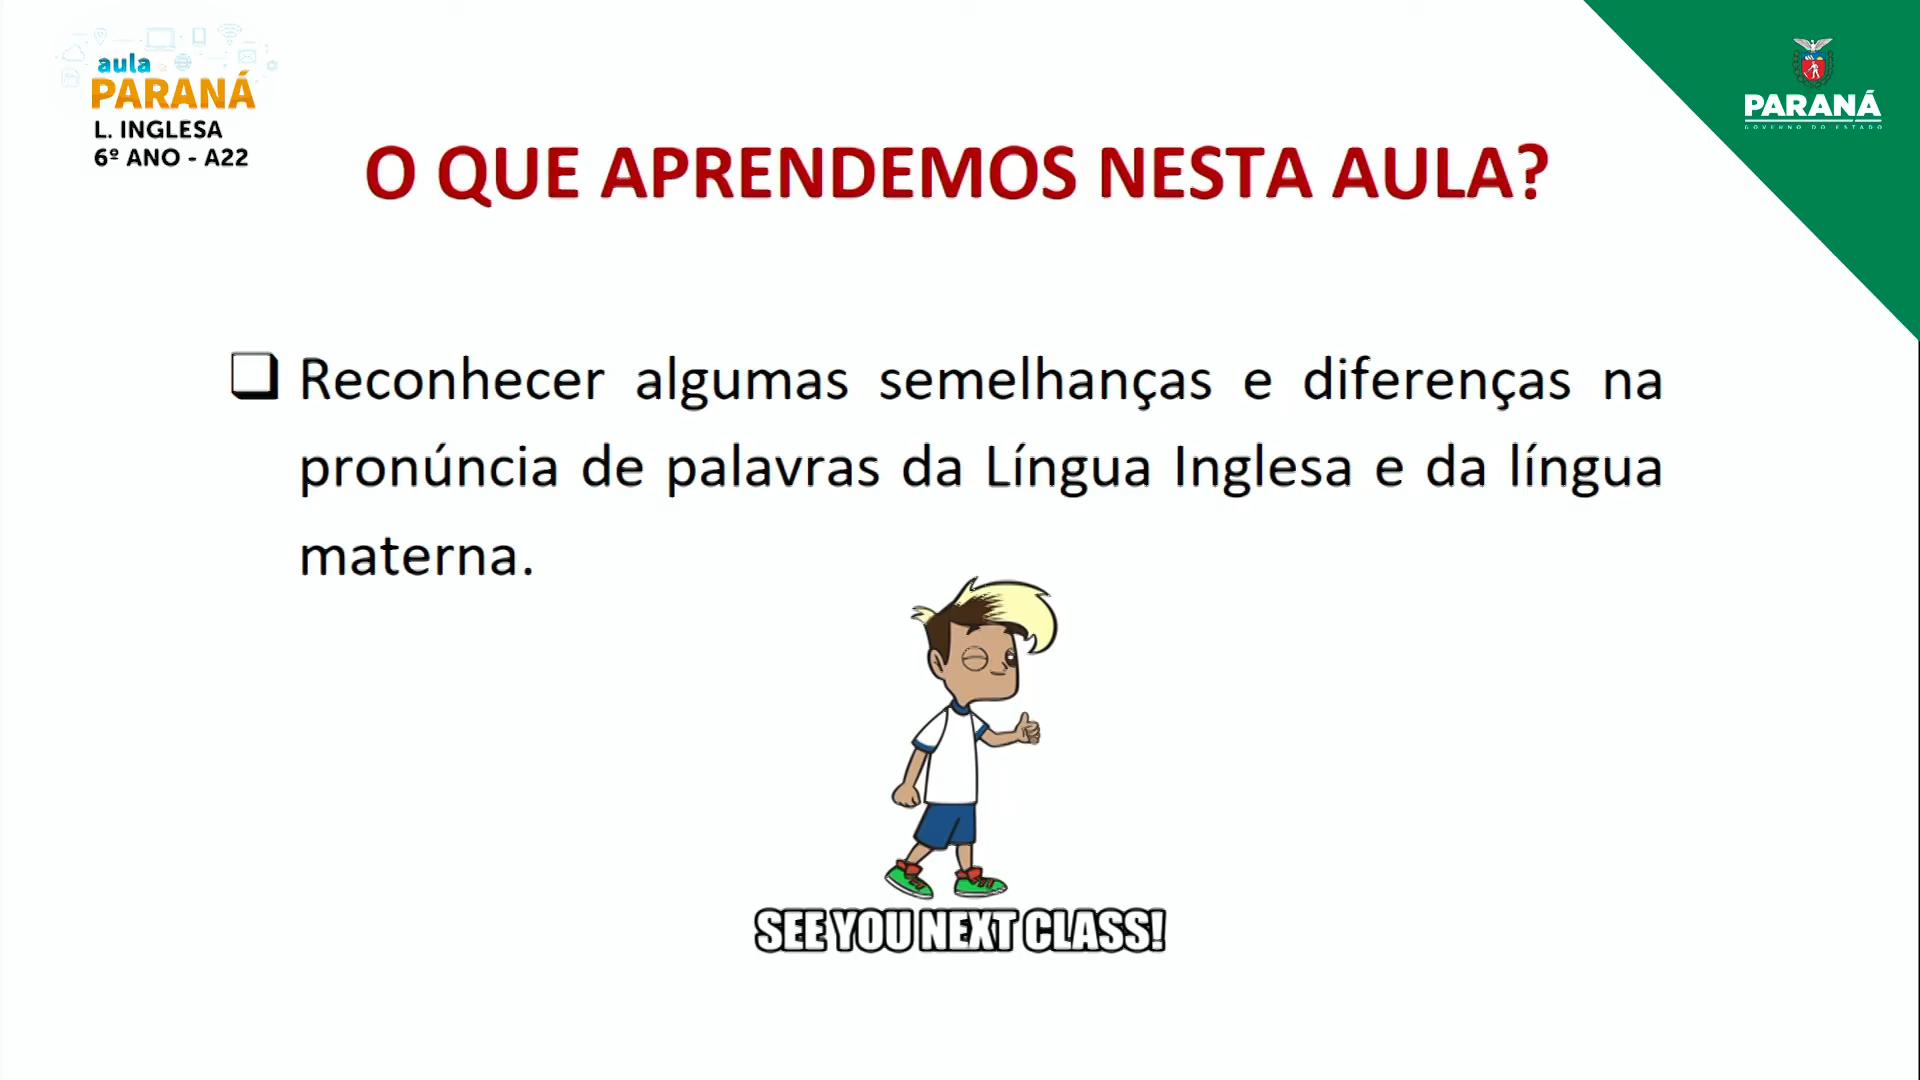 aula
PARANÁ
L. INGLESA
6º ANO - A22
PARANÁ
GOVERNO DO ESTADO
O QUE APRENDEMOS NESTA AULA?
Reconhecer algumas semelhanças e diferenças na
pronúncia de palavras da Língua Inglesa e da língua
materna.
SEE YOU NEXT CLASS!